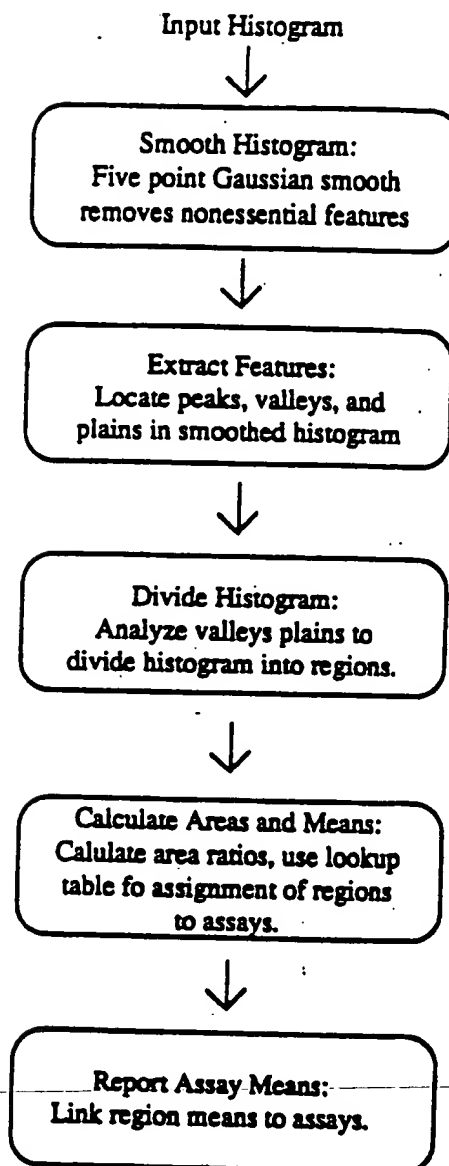 Input Histogram
Smooth Histogram:
Five point Gaussian smooth
removes nonessential features
Extract Features:
Locate peaks, valleys, and
plains in smoothed histogram
Divide Histogram:
Analyze valleys plains to
divide histogram into regions.
Calculate Areas and Means:
Calulate area ratios, use lookup
table fo assignment of regions
to assays.
Report Assay Means:
Link region means to assays.